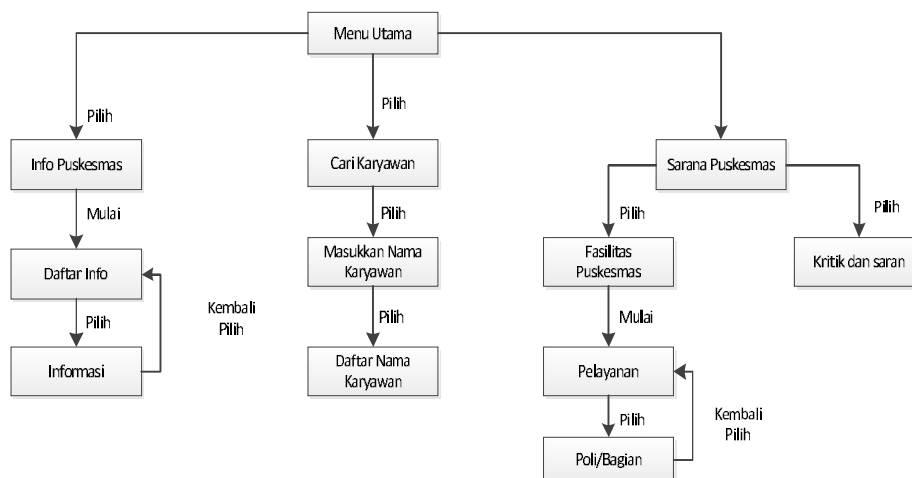 Menu Utama
Pilih
Pilih
Info Puskesmas
Cari Karyawan
Sarana Puskesmas
Mulai
Pilih
Pilih
Pilih
Daftar Info
Masukkan Nama
Karyawan
Fasilitas
Puskesmas
Kritik dan saran
Kembali
Pilih
Pilih
Pilih
Mulai
Informasi
Daftar Nama
Karyawan
Pelayanan
Pilih
Kembali
Pilih
Poli/Bagian